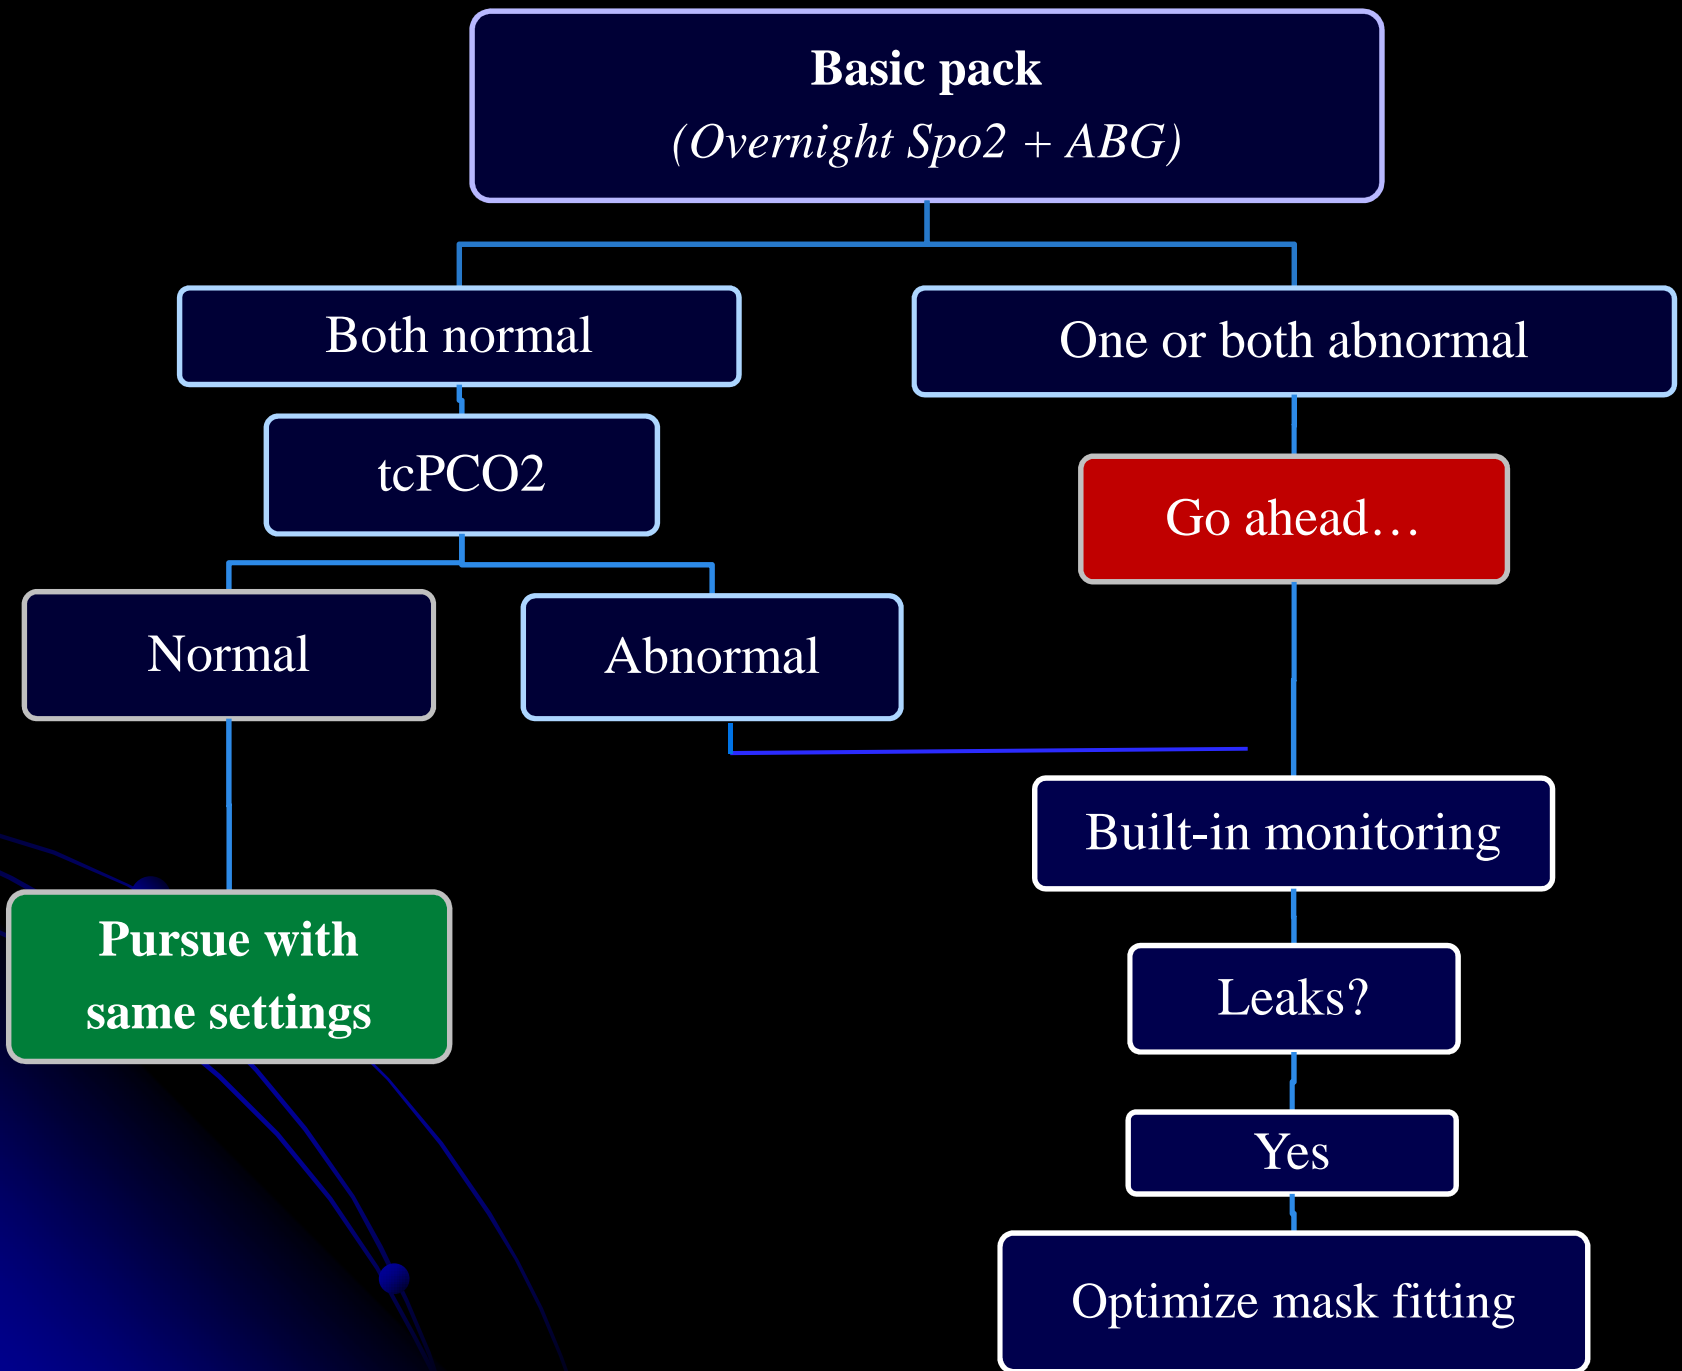 Basic pack
(Overnight Spo2 + ABG)
Both normal
One or both abnormal
tcPCO2
Go ahead…
Normal
Abnormal
Built-in monitoring
Pursue with
same settings
Leaks?
Yes
Optimize mask fitting